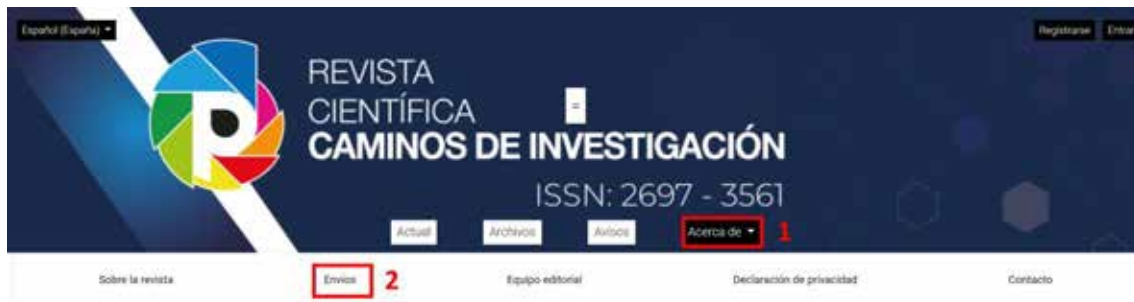 Español (España)
Registrarse Entrar
REVISTA
CIENTÍFICA
CAMINOS DE INVESTIGACIÓN
ISSN: 2697 - 3561
Actual Archivos Avisos Acerca de 1
Sobre la revista Envíos 2 Equipo editorial Declaración de privacidad Contacto